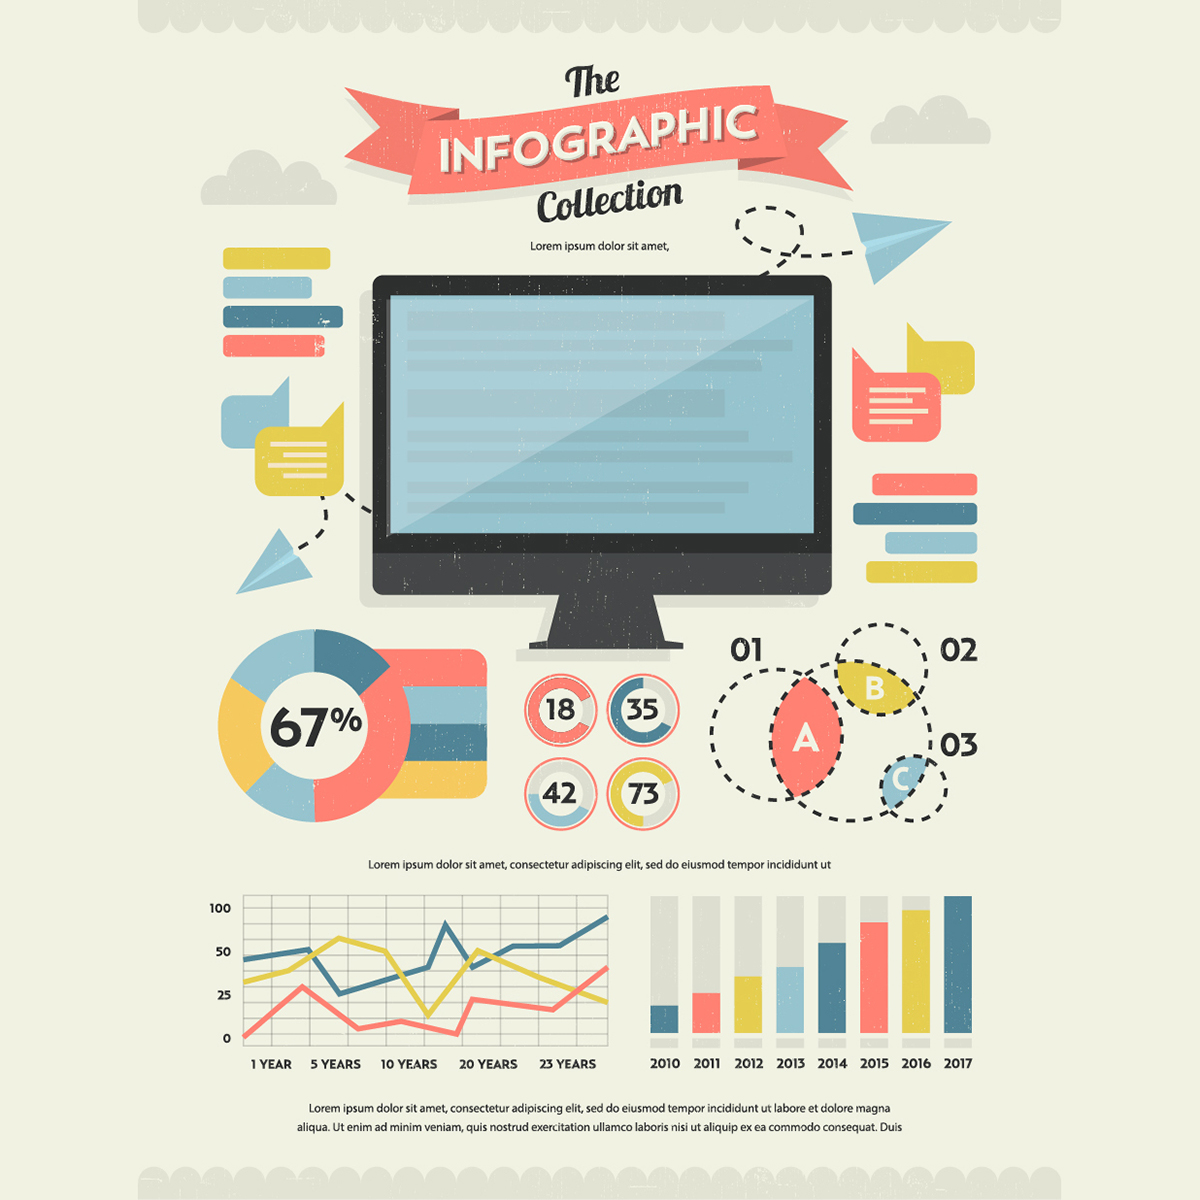 The
INFOGRAPHIC
Collection
Lorem ipsum dolor sit amet,
67%
18
35
42
73
01
02
03
A
B
C
Lorem ipsum dolor sit amet, consectetur adipiscing elit, sed do eiusmod tempor incididunt ut
100
50
25
0
1 YEAR 5 YEARS 10 YEARS 20 YEARS 23 YEARS
2010 2011 2012 2013 2014 2015 2016 2017
Lorem ipsum dolor sit amet, consectetur adipiscing elit, sed do eiusmod tempor incididunt ut labore et dolore magna
aliqua. Ut enim ad minim veniam, quis nostrud exercitation ullamco laboris nisi ut aliquip ex ea commodo consequat. Duis